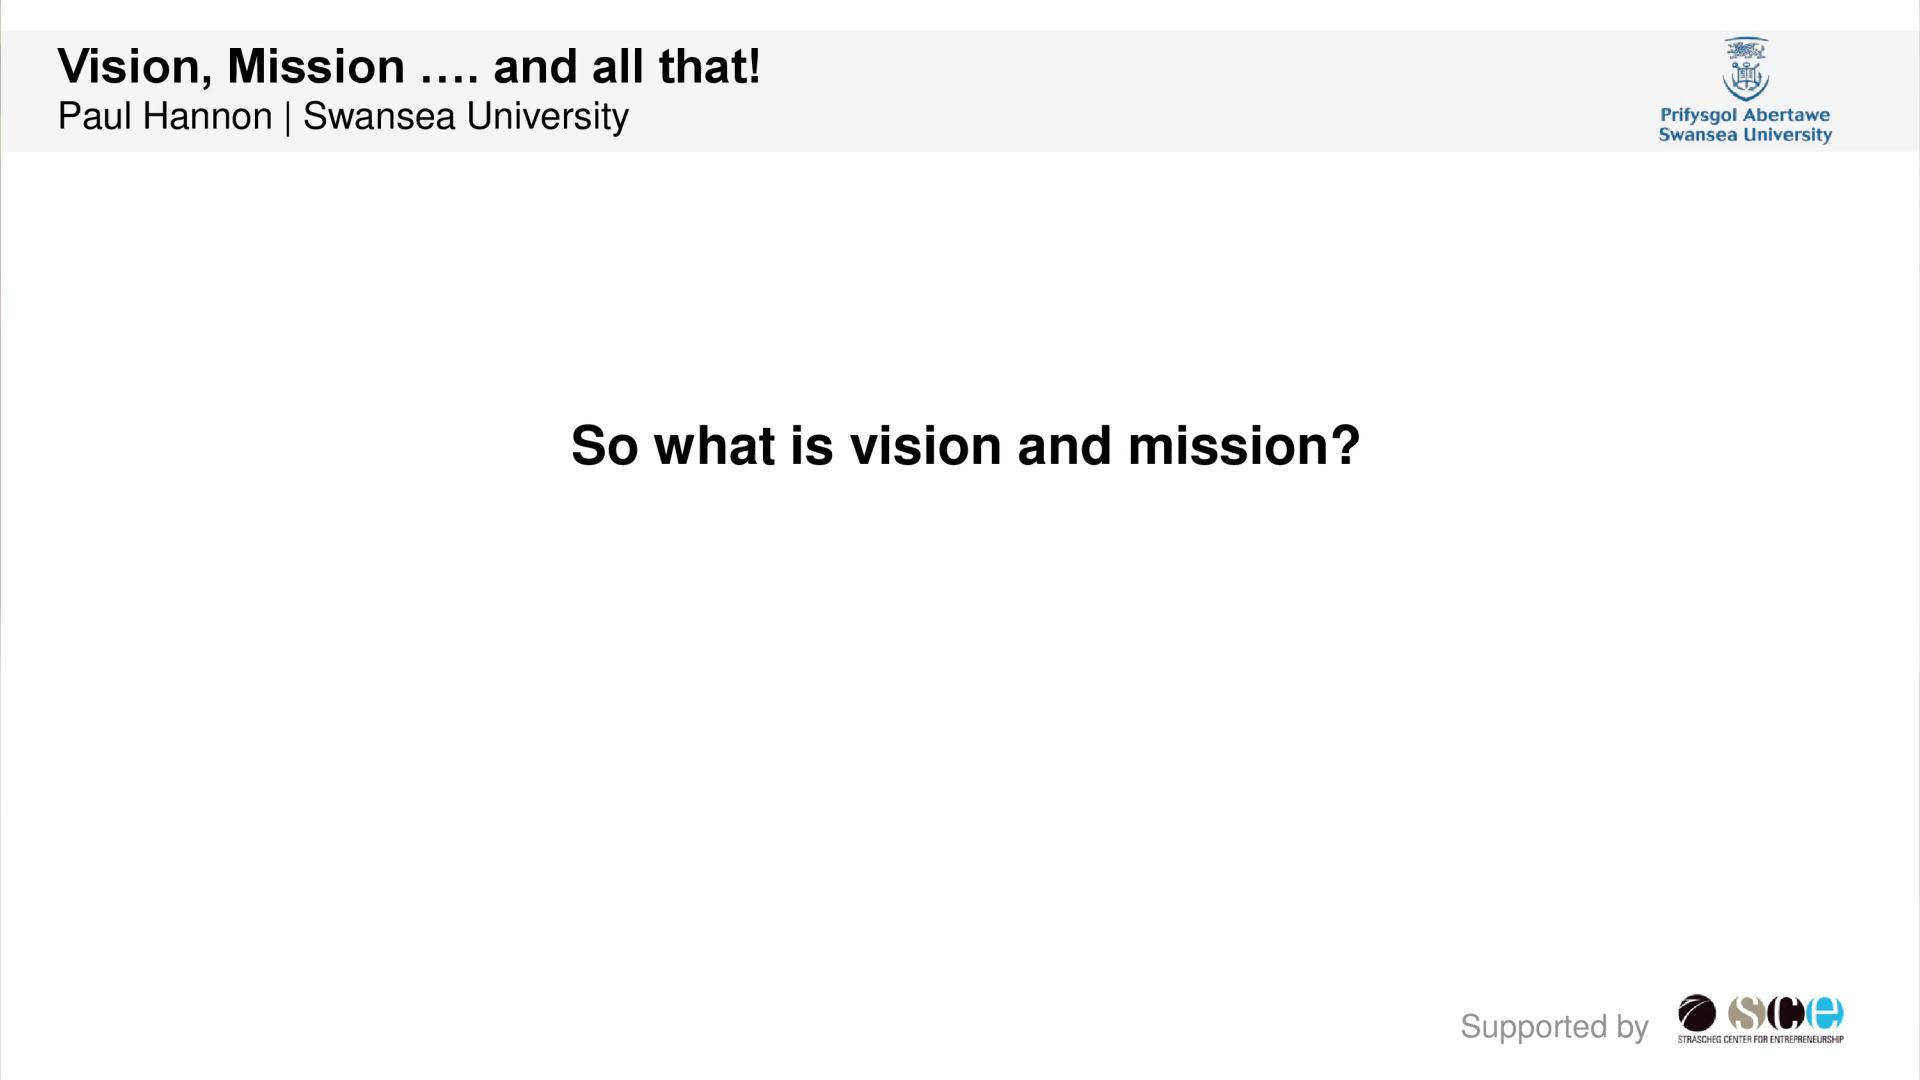 Vision, Mission …. and all that!
Paul Hannon | Swansea University
Prifysgol Abertawe
Swansea University
So what is vision and mission?
Supported by
sce
STRASCHEG CENTER FOR ENTREPRENEURSHIP